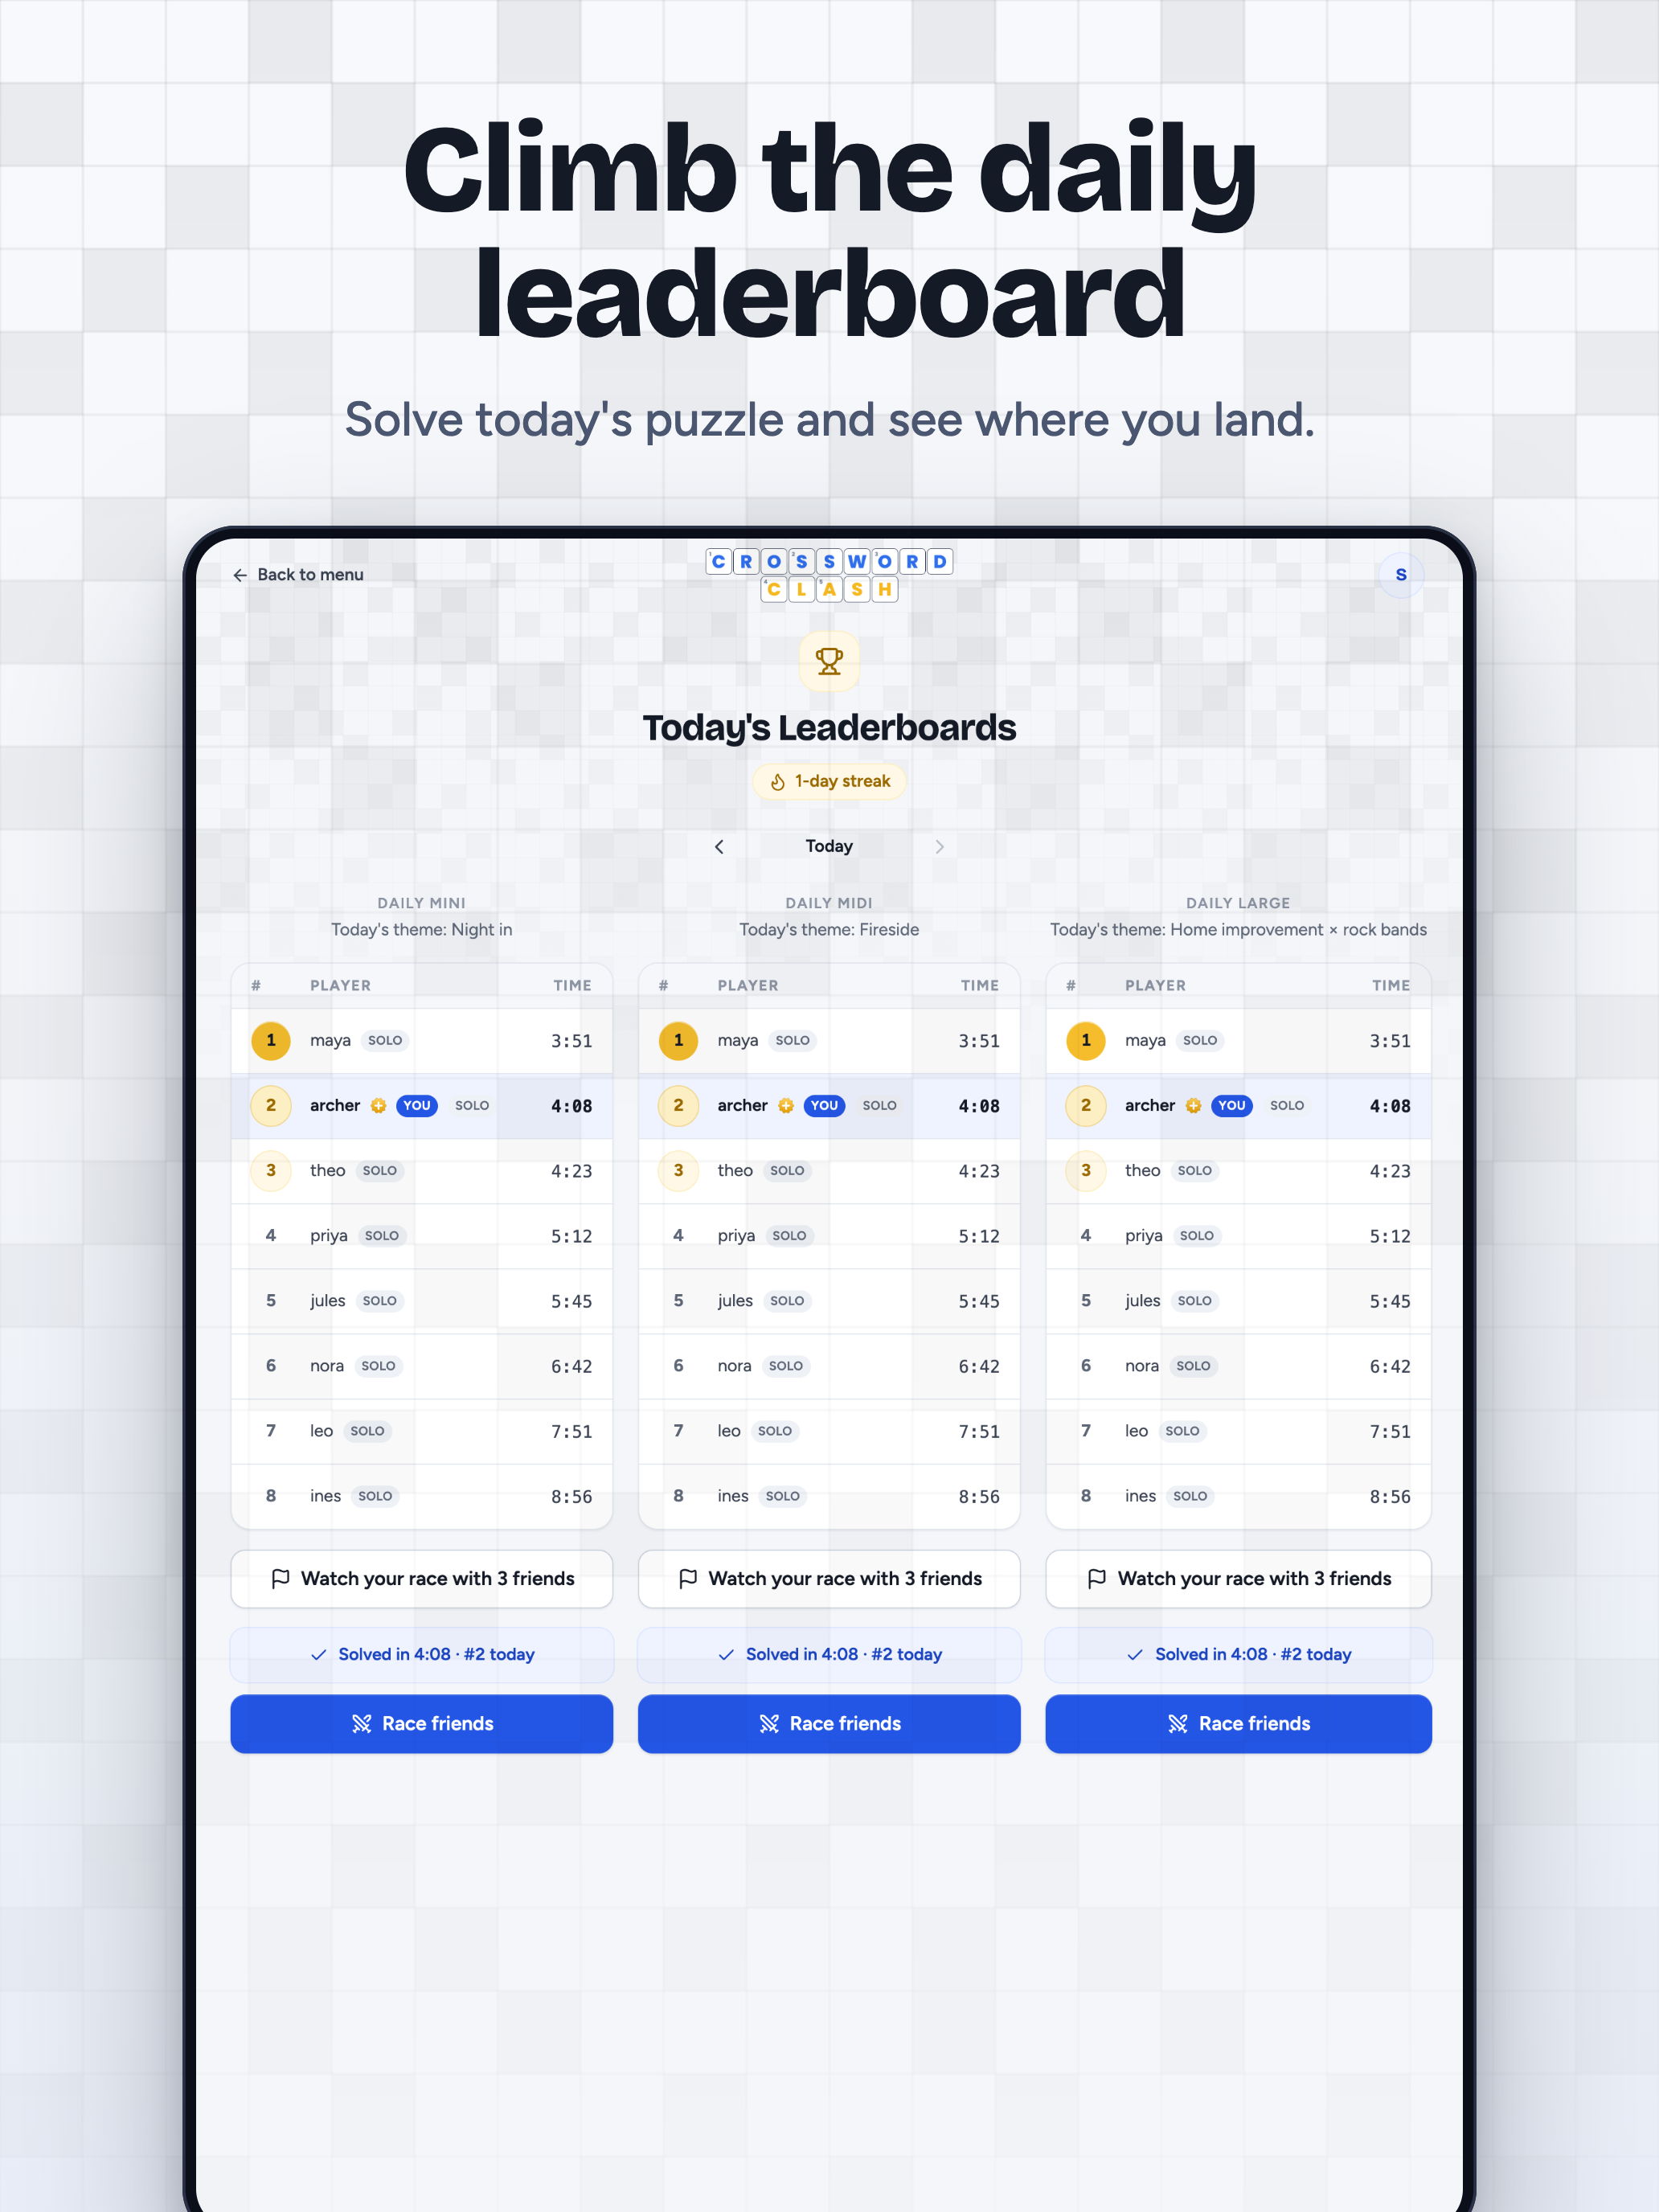 Climb the daily
leaderboard
Solve today's puzzle and see where you land.
Back to menu
CROSSWORD
CLASH
S
Today's Leaderboards
1-day streak
Today
DAILY MINI
Today's theme: Night in
# PLAYER TIME
1 maya SOLO 3:51
2 archer YOU SOLO 4:08
3 theo SOLO 4:23
4 priya SOLO 5:12
5 jules SOLO 5:45
6 nora SOLO 6:42
7 leo SOLO 7:51
8 ines SOLO 8:56
Watch your race with 3 friends
Solved in 4:08 · #2 today
Race friends
DAILY MIDI
Today's theme: Fireside
# PLAYER TIME
1 maya SOLO 3:51
2 archer YOU SOLO 4:08
3 theo SOLO 4:23
4 priya SOLO 5:12
5 jules SOLO 5:45
6 nora SOLO 6:42
7 leo SOLO 7:51
8 ines SOLO 8:56
Watch your race with 3 friends
Solved in 4:08 · #2 today
Race friends
DAILY LARGE
Today's theme: Home improvement × rock bands
# PLAYER TIME
1 maya SOLO 3:51
2 archer YOU SOLO 4:08
3 theo SOLO 4:23
4 priya SOLO 5:12
5 jules SOLO 5:45
6 nora SOLO 6:42
7 leo SOLO 7:51
8 ines SOLO 8:56
Watch your race with 3 friends
Solved in 4:08 · #2 today
Race friends